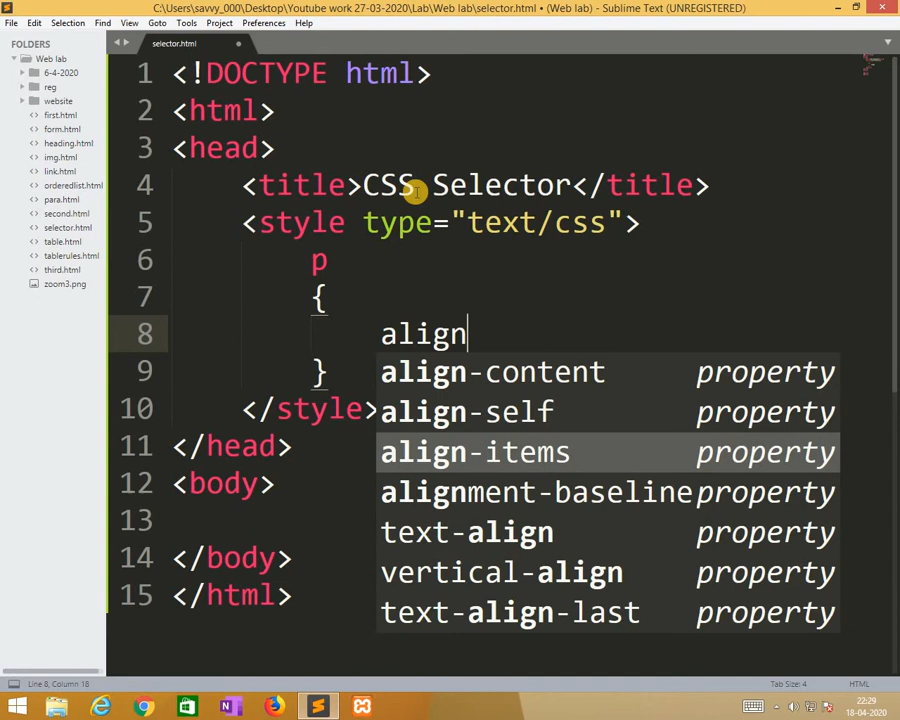 C:\Users\savvy_000\Desktop\Youtube work 27-03-2020\Lab\Web lab\selector.html • (Web lab) - Sublime Text (UNREGISTERED)
File Edit Selection Find View Goto Tools Project Preferences Help
FOLDERS
Web lab
6-4-2020
reg
website
first.html
form.html
heading.html
img.html
link.html
orderedlist.html
para.html
second.html
selector.html
table.html
tablerules.html
third.html
zoom3.png
selector.html
1 <!DOCTYPE html>
2 <html>
3 <head>
4 <title>CSS Selector</title>
5 <style type="text/css">
6 p
7 {
8 align
9 }
10 </style>
11 </head>
12 <body>
13
14 </body>
15 </html>
align-content property
align-self property
align-items property
alignment-baseline property
text-align property
vertical-align property
text-align-last property
Line 8, Column 18
Tab Size: 4
HTML
22:29
18-04-2020